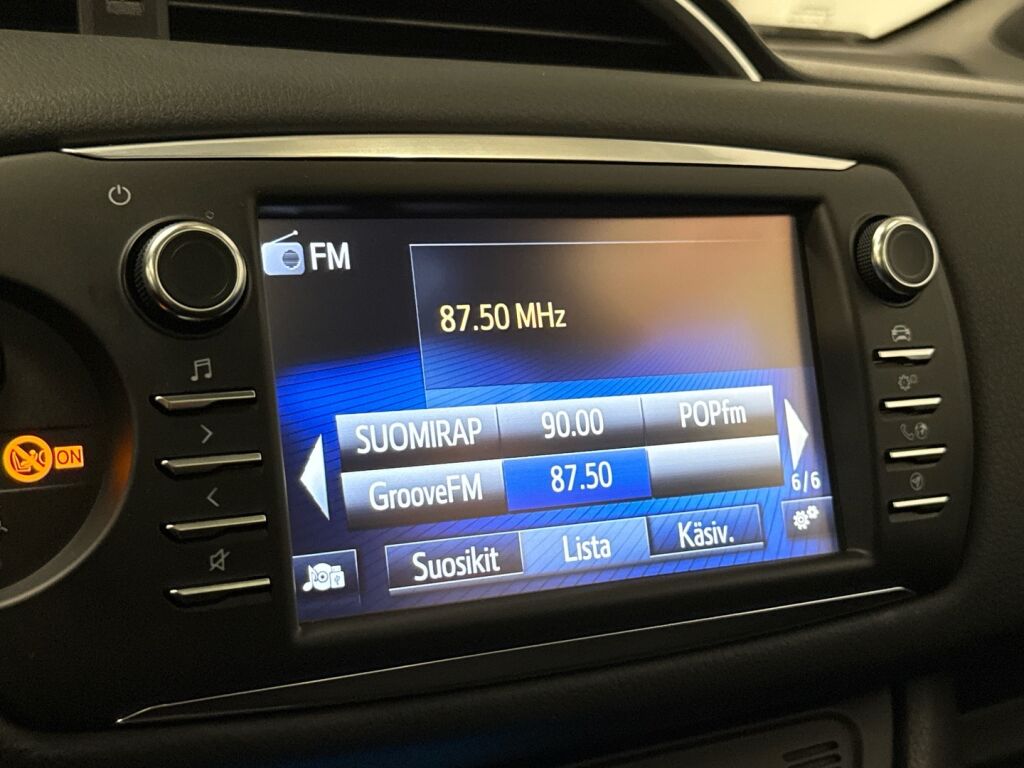 FM
87.50 MHz
SUOMIRAP 90.00 POPfm
GrooveFM 87.50
6/6
Suosikit Lista Käsiv.
ON